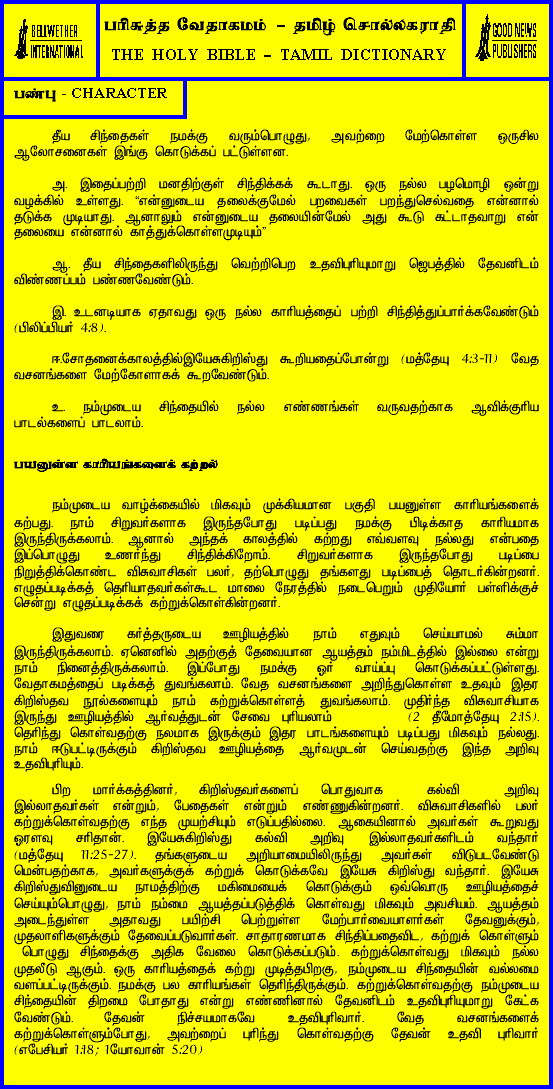 BELLWETHER
INTERNATIONAL
பரிசுத்த வேதாகமம் – தமிழ் சொல்லகராதி
THE HOLY BIBLE – TAMIL DICTIONARY
GOOD NEWS
PUBLISHERS
பண்பு - CHARACTER
தீய சிந்தைகள் நமக்கு வரும்பொழுது, அவற்றை மேற்கொள்ள ஒருசில
ஆலோசனைகள் இங்கு கொடுக்கப் பட்டுள்ளன.
அ. இதைப்பற்றி மனதிற்குள் சிந்திக்கக் கூடாது. ஒரு நல்ல பழமொழி ஒன்று
வழக்கில் உள்ளது. “என்னுடைய தலைக்குமேல் பறவைகள் பறந்துசெல்வதை என்னால்
தடுக்க முடியாது. ஆனாலும் என்னுடைய தலையின்மேல் அது கூடு கட்டாதவாறு என்
தலையை என்னால் காத்துக்கொள்ளமுடியும்”
ஆ. தீய சிந்தைகளிலிருந்து வெற்றிபெற உதவிபுரியுமாறு ஜெபத்தில் தேவனிடம்
விண்ணப்பம் பண்ணவேண்டும்.
இ. உடனடியாக ஏதாவது ஒரு நல்ல காரியத்தைப் பற்றி சிந்தித்துப்பார்க்கவேண்டும்
(பிலிப்பியர் 4:8).
ஈ.சோதனைக்காலத்தில்இயேசுகிறிஸ்து கூறியதைப்போன்று (மத்தேயு 4:3-11) வேத
வசனங்களை மேற்கோளாகக் கூறவேண்டும்.
உ. நம்முடைய சிந்தையில் நல்ல எண்ணங்கள் வருவதற்காக ஆவிக்குரிய
பாடல்களைப் பாடலாம்.
பயனுள்ள காரியங்களைக் கற்றல்
நம்முடைய வாழ்க்கையில் மிகவும் முக்கியமான பகுதி பயனுள்ள காரியங்களைக்
கற்பது. நாம் சிறுவர்களாக இருந்தபோது படிப்பது நமக்கு பிடிக்காத காரியமாக
இருந்திருக்கலாம். ஆனால் அந்தக் காலத்தில் கற்றது எவ்வளவு நல்லது என்பதை
இப்பொழுது உணர்ந்து சிந்திக்கிறோம். சிறுவர்களாக இருந்தபோது படிப்பை
நிறுத்திக்கொண்ட விசுவாசிகள் பலர், தற்பொழுது தங்களது படிப்பைத் தொடர்கின்றனர்.
எழுதப்படிக்கத் தெரியாதவர்கள்கூட மாலை நேரத்தில் நடைபெறும் முதியோர் பள்ளிக்குச்
சென்று எழுதப்படிக்கக் கற்றுக்கொள்கின்றனர்.
இதுவரை கர்த்தருடைய ஊழியத்தில் நாம் எதுவும் செய்யாமல் சும்மா
இருந்திருக்கலாம். ஏனெனில் அதற்குத் தேவையான ஆயத்தம் நம்மிடத்தில் இல்லை என்று
நாம் நினைத்திருக்கலாம். இப்போது நமக்கு ஓர் வாய்ப்பு கொடுக்கப்பட்டுள்ளது.
வேதாகமத்தைப் படிக்கத் துவங்கலாம். வேத வசனங்களை அறிந்துகொள்ள உதவும் இதர
கிறிஸ்தவ நூல்களையும் நாம் கற்றுக்கொள்ளத் துவங்கலாம். முதிர்ந்த விசுவாசியாக
இருந்து ஊழியத்தில் ஆர்வத்துடன் சேவை புரியலாம் (2 தீமோத்தேயு 2:15).
தெரிந்து கொள்வதற்கு நலமாக இருக்கும் இதர பாடங்களையும் படிப்பது மிகவும் நல்லது.
நாம் ஈடுபட்டிருக்கும் கிறிஸ்தவ ஊழியத்தை ஆர்வமுடன் செய்வதற்கு இந்த அறிவு
உதவிபுரியும்.
பிற மார்க்கத்தினர், கிறிஸ்தவர்களைப் பொதுவாக கல்வி அறிவு
இல்லாதவர்கள் என்றும், பேதைகள் என்றும் எண்ணுகின்றனர். விசுவாசிகளில் பலர்
கற்றுக்கொள்வதற்கு எந்த முயற்சியும் எடுப்பதில்லை. ஆகையினால் அவர்கள் கூறுவது
ஓரளவு சரிதான். இயேசுகிறிஸ்து கல்வி அறிவு இல்லாதவர்களிடம் வந்தார்
(மத்தேயு 11:25-27). தங்களுடைய அறியாமையிலிருந்து அவர்கள் விடுபடவேண்டு
மென்பதற்காக, அவர்களுக்குக் கற்றுக் கொடுக்கவே இயேசு கிறிஸ்து வந்தார். இயேசு
கிறிஸ்துவினுடைய நாமத்திற்கு மகிமையைக் கொடுக்கும் ஒவ்வொரு ஊழியத்தைச்
செய்யும்பொழுது, நாம் நம்மை ஆயத்தப்படுத்திக் கொள்வது மிகவும் அவசியம். ஆயத்தம்
அடைந்துள்ள அதாவது பயிற்சி பெற்றுள்ள மேற்பார்வையாளர்கள் தேவனுக்கும்,
முதலாளிகளுக்கும் தேவைப்படுவார்கள். சாதாரணமாக சிந்திப்பதைவிட, கற்றுக் கொள்ளும்
பொழுது சிந்தைக்கு அதிக வேலை கொடுக்கப்படும். கற்றுக்கொள்வது மிகவும் நல்ல
முதலீடு ஆகும். ஒரு காரியத்தைக் கற்று முடித்தபிறகு, நம்முடைய சிந்தையின் வல்லமை
வளப்பட்டிருக்கும். நமக்கு பல காரியங்கள் தெரிந்திருக்கும். கற்றுக்கொள்வதற்கு நம்முடைய
சிந்தையின் திறமை போதாது என்று எண்ணினால் தேவனிடம் உதவிபுரியுமாறு கேட்க
வேண்டும். தேவன் நிச்சயமாகவே உதவிபுரிவார். வேத வசனங்களைக்
கற்றுக்கொள்ளும்போது, அவற்றைப் புரிந்து கொள்வதற்கு தேவன் உதவி புரிவார்
(எபேசியர் 1:18; 1யோவான் 5:20)